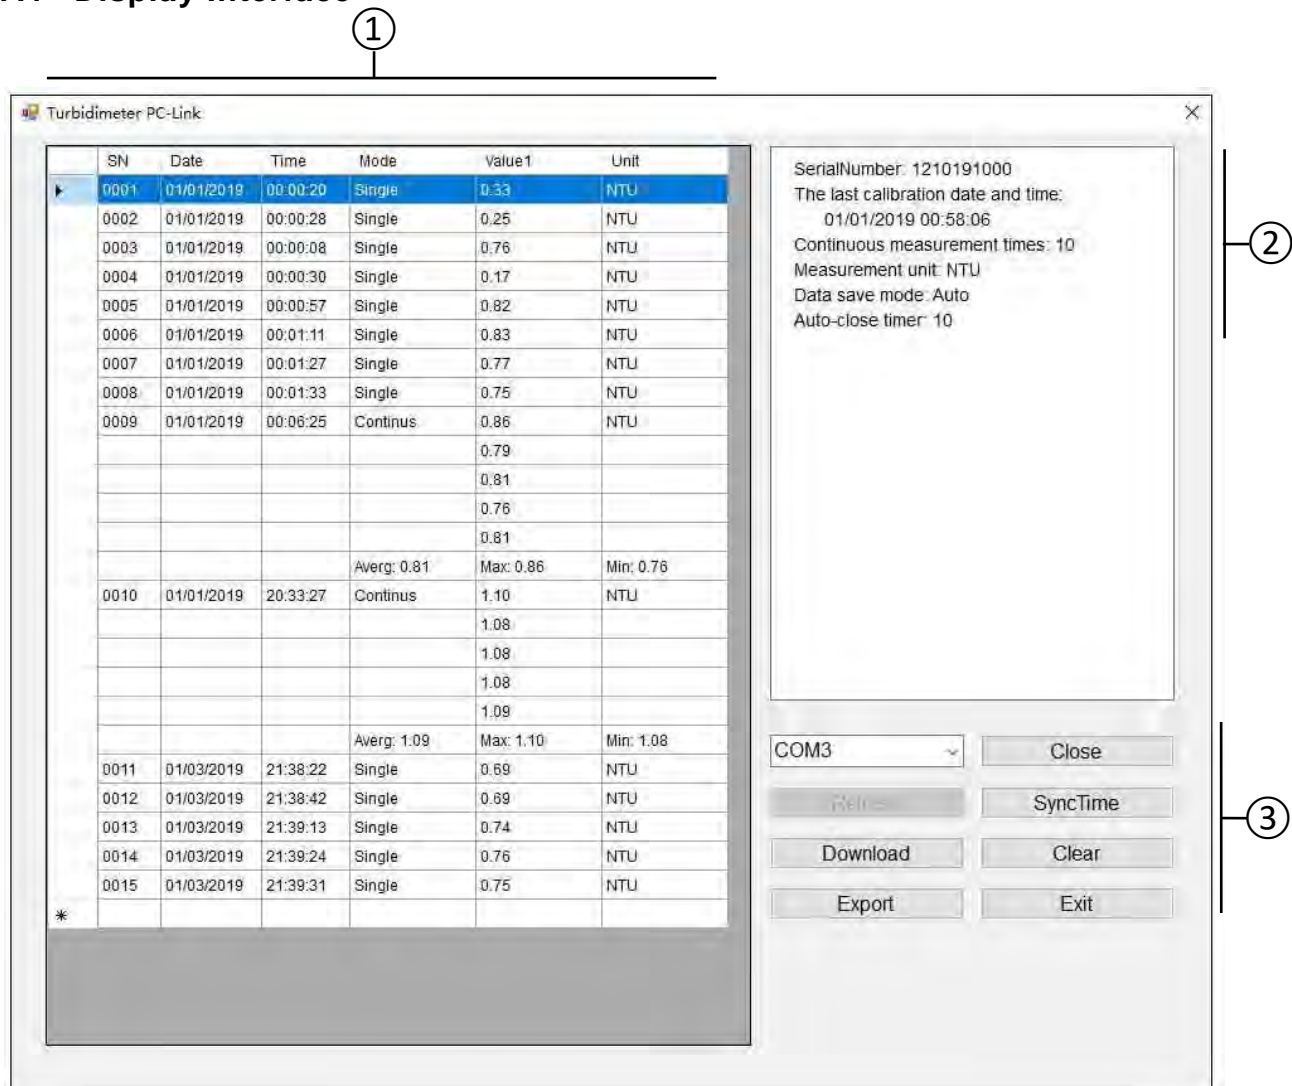 Display Interface
1
Turbidimeter PC-Link
SN Date Time Mode Value1 Unit
0001 01/01/2019 00:00:20 Single 0.33 NTU
0002 01/01/2019 00:00:28 Single 0.25 NTU
0003 01/01/2019 00:00:08 Single 0.76 NTU
0004 01/01/2019 00:00:30 Single 0.17 NTU
0005 01/01/2019 00:00:57 Single 0.82 NTU
0006 01/01/2019 00:01:11 Single 0.83 NTU
0007 01/01/2019 00:01:27 Single 0.77 NTU
0008 01/01/2019 00:01:33 Single 0.75 NTU
0009 01/01/2019 00:06:25 Continus 0.86 NTU
0.79
0.81
0.76
0.81
Averg: 0.81 Max: 0.86 Min: 0.76
0010 01/01/2019 20:33:27 Continus 1.10 NTU
1.08
1.08
1.08
1.09
Averg: 1.09 Max: 1.10 Min: 1.08
0011 01/03/2019 21:38:22 Single 0.69 NTU
0012 01/03/2019 21:38:42 Single 0.69 NTU
0013 01/03/2019 21:39:13 Single 0.74 NTU
0014 01/03/2019 21:39:24 Single 0.76 NTU
0015 01/03/2019 21:39:31 Single 0.75 NTU
*
SerialNumber: 1210191000
The last calibration date and time:
01/01/2019 00:58:06
Continuous measurement times: 10
Measurement unit: NTU
Data save mode: Auto
Auto-close timer: 10
2
COM3 Close
SyncTime
Download Clear
Export Exit
3